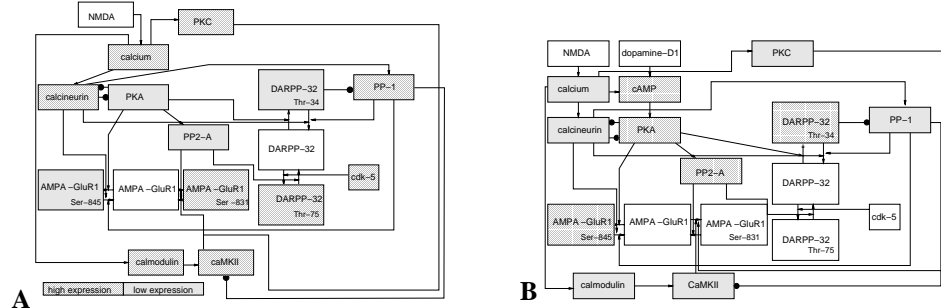 NMDA
PKC
calcium
calcineurin
PKA
DARPP-32
Thr-34
PP-1
PP2-A
DARPP-32
AMPA -GluR1
Ser-845
AMPA -GluR1
AMPA -GluR1
Ser -831
DARPP-32
Thr-75
cdk-5
calmodulin
caMKII
high expression
low expression
A
NMDA
dopamine-D1
PKC
calcium
cAMP
calcineurin
PKA
DARPP-32
Thr-34
PP-1
PP2-A
DARPP-32
AMPA -GluR1
Ser-845
AMPA -GluR1
AMPA -GluR1
Ser-831
DARPP-32
Thr-75
cdk-5
calmodulin
CaMKII
B